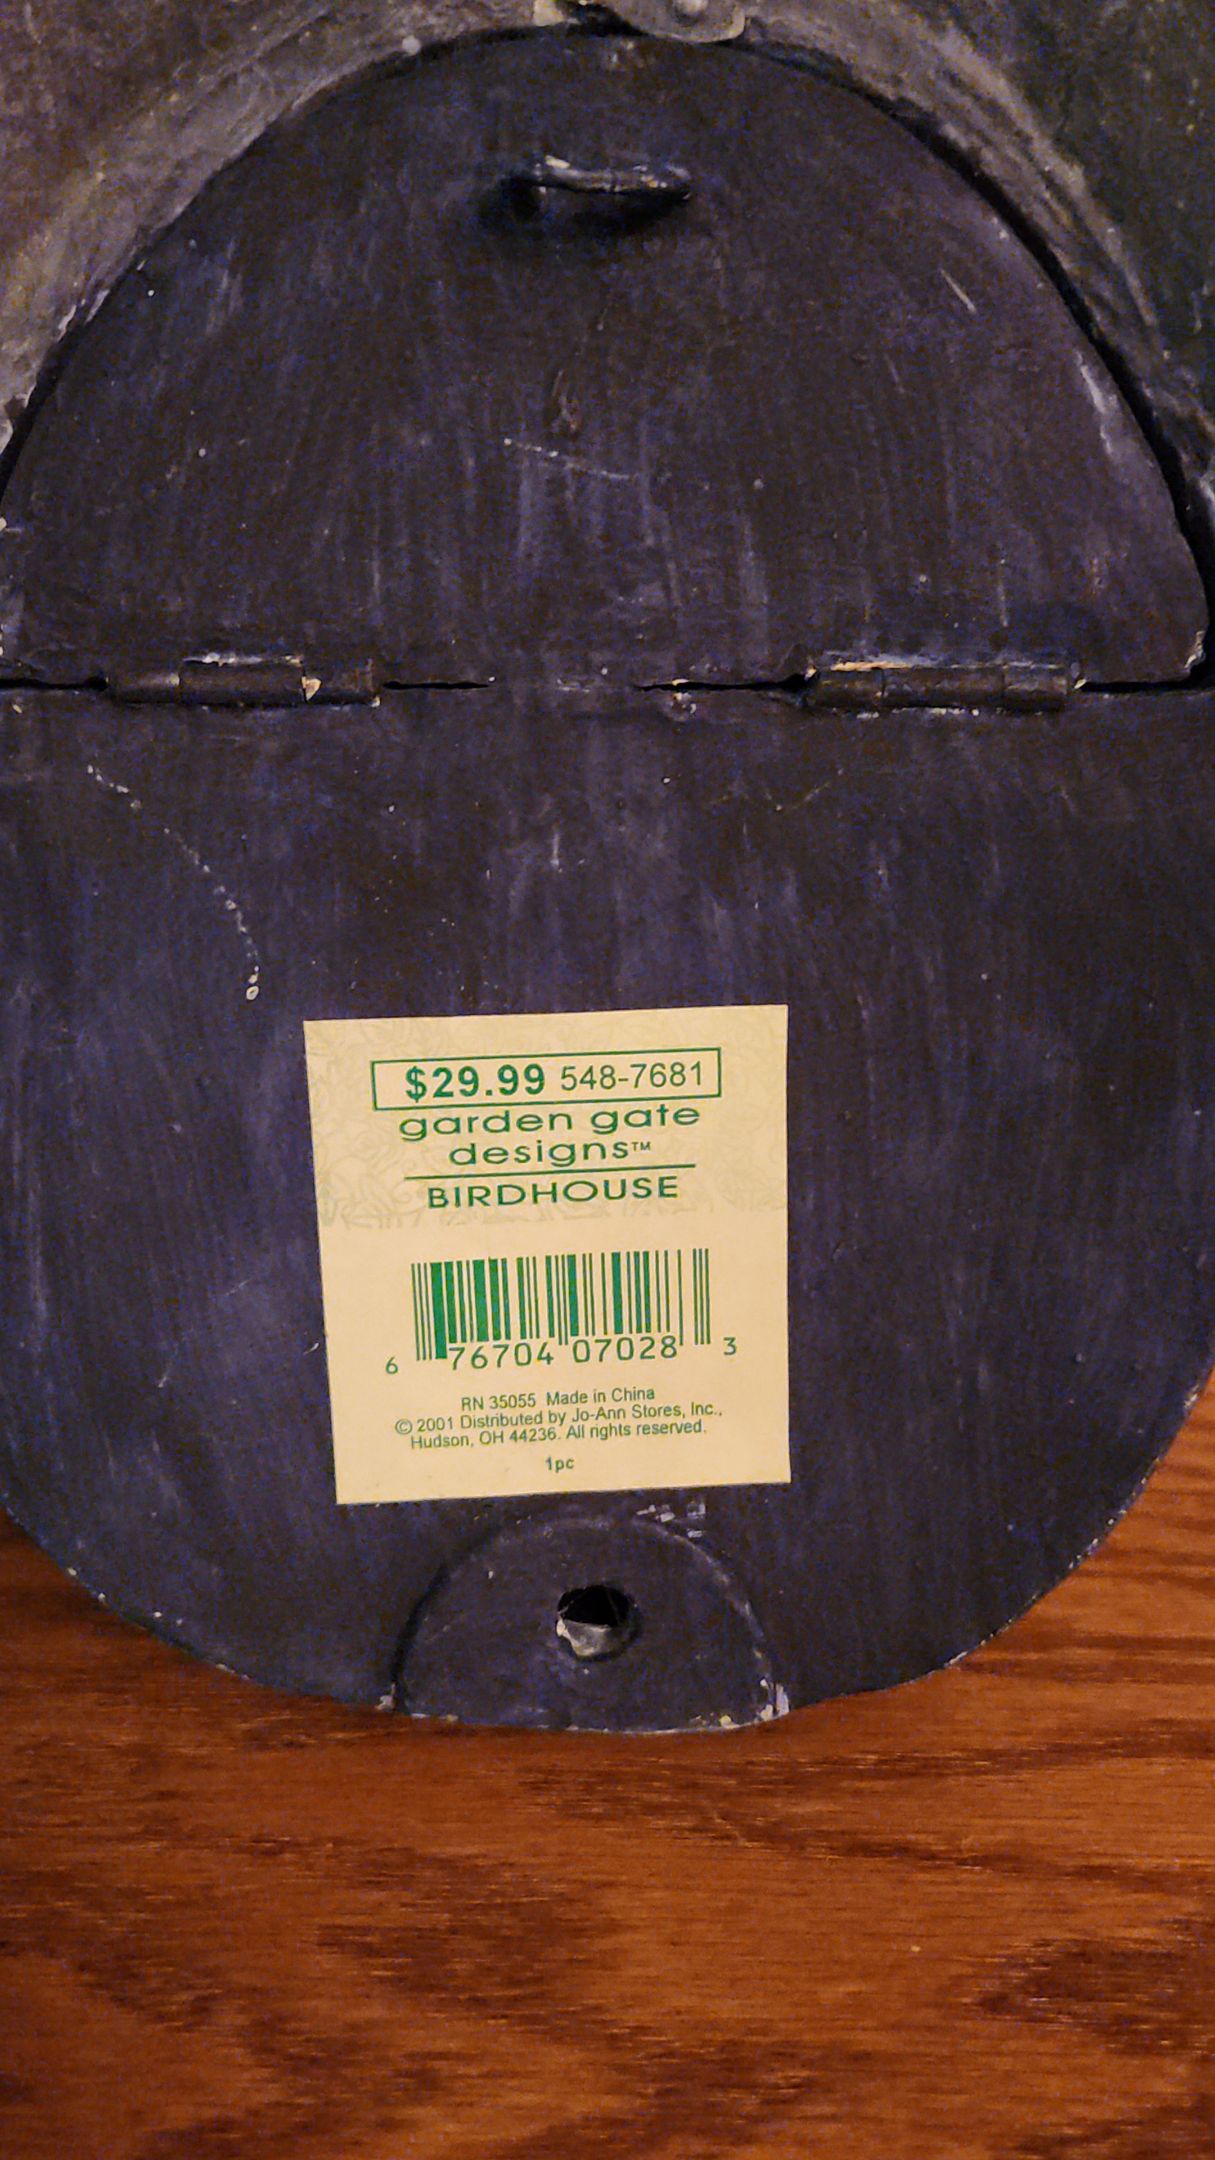 $29.99 548-7681
garden gate
designs™
BIRDHOUSE
6 76704 07028 3
RN 35055 Made in China
© 2001 Distributed by Jo-Ann Stores, Inc.,
Hudson, OH 44236. All rights reserved.
1pc